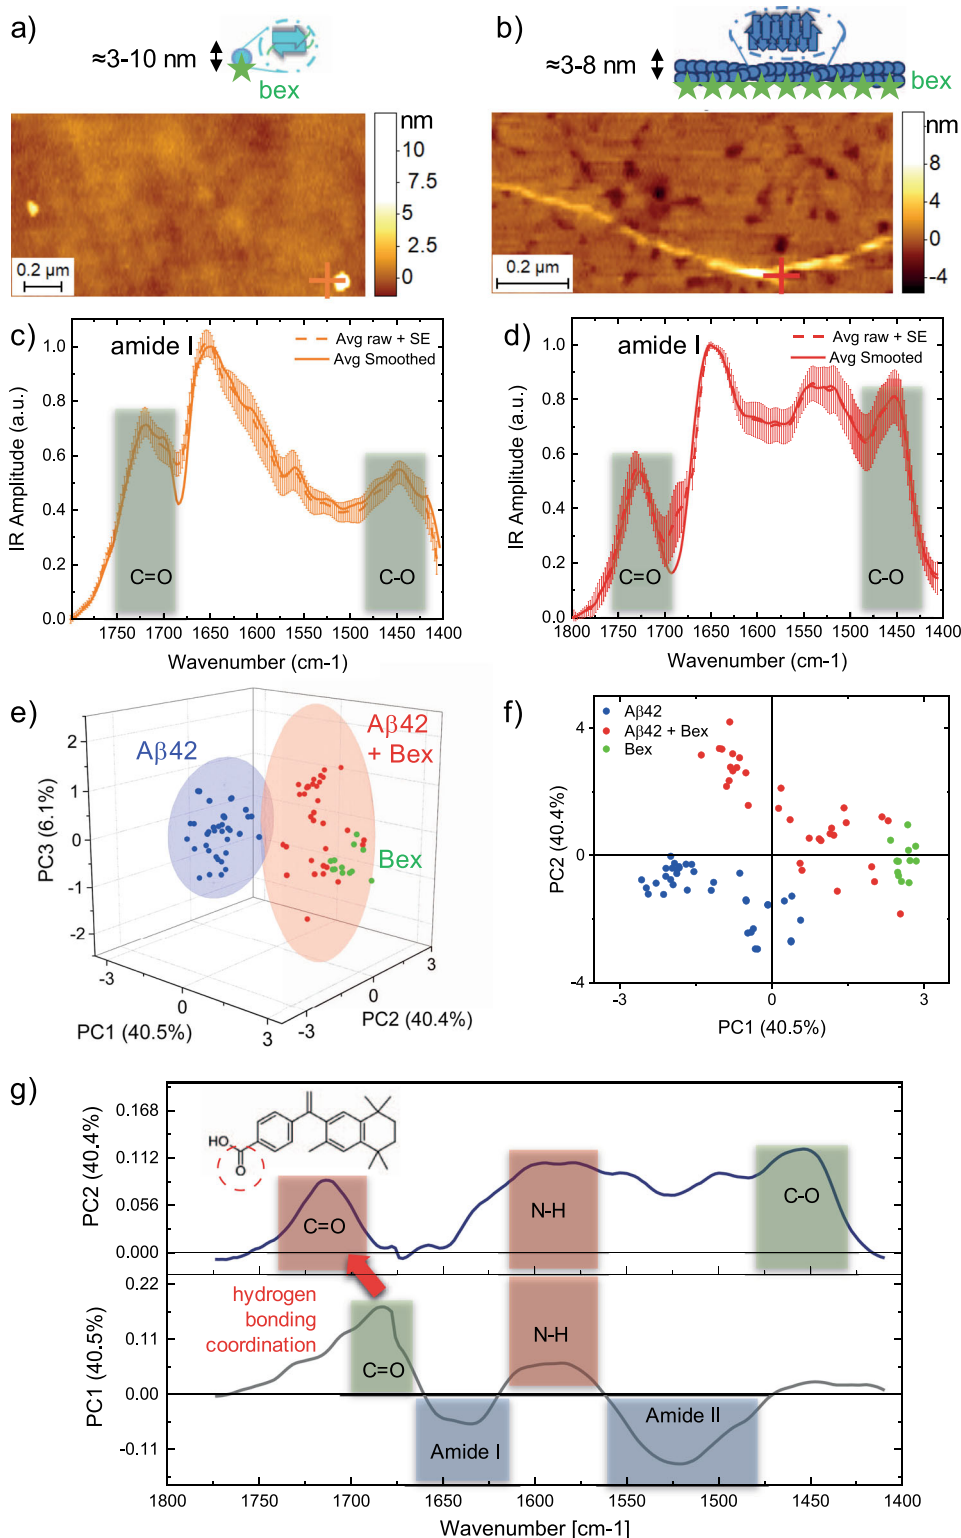 a)
≈3-10 nm
bex
nm
10
7.5
5
2.5
0
0.2 µm
b)
≈3-8 nm
bex
nm
8
4
0
-4
0.2 µm
c)
amide I
Avg raw + SE
Avg Smoothed
IR Amplitude (a.u.)
1.0
0.8
0.6
0.4
0.2
0.0
C=O
C-O
1750 1700 1650 1600 1550 1500 1450 1400
Wavenumber (cm-1)
d)
amide I
Avg raw + SE
Avg Smooted
IR Amplitude (a.u.)
1.0
0.8
0.6
0.4
0.2
0.0
C=O
C-O
1800 1750 1700 1650 1600 1550 1500 1450 1400
Wavenumber (cm-1)
e)
Aβ42
Aβ42
+ Bex
Bex
PC3 (6.1%)
2
1
0
-1
-2
-3
0
3
PC1 (40.5%)
-3
0
3
PC2 (40.4%)
f)
Aβ42
Aβ42 + Bex
Bex
PC2 (40.4%)
4
0
-4
-3 0 3
PC1 (40.5%)
g)
PC2 (40.4%)
0.168
0.112
0.056
0.000
HO
O
C=O
N-H
C-O
hydrogen
bonding
coordination
PC1 (40.5%)
0.22
0.11
0.00
-0.11
C=O
N-H
Amide I
Amide II
1800 1700 1650 1600 1550 1500 1450 1400
Wavenumber [cm-1]